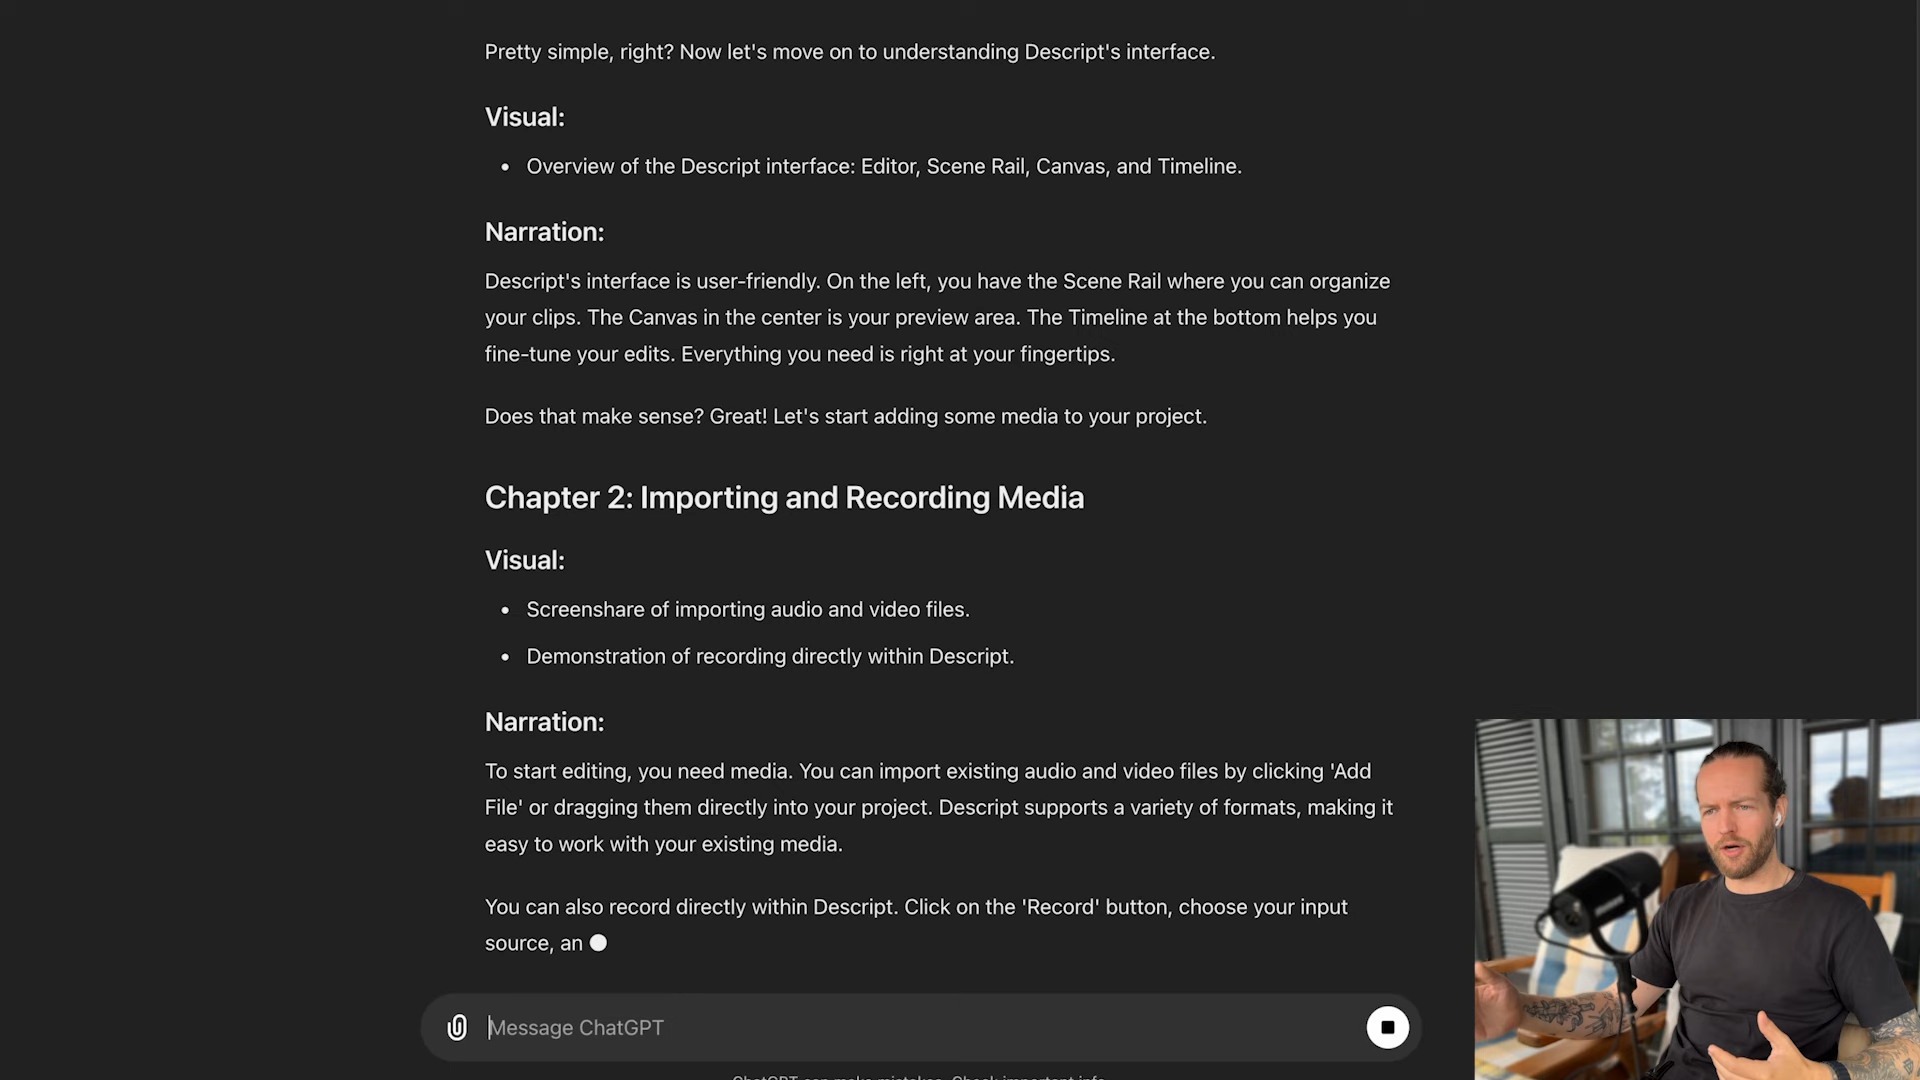 Pretty simple, right? Now let's move on to understanding Descript's interface.
Visual:
• Overview of the Descript interface: Editor, Scene Rail, Canvas, and Timeline.
Narration:
Descript's interface is user-friendly. On the left, you have the Scene Rail where you can organize
your clips. The Canvas in the center is your preview area. The Timeline at the bottom helps you
fine-tune your edits. Everything you need is right at your fingertips.
Does that make sense? Great! Let's start adding some media to your project.
Chapter 2: Importing and Recording Media
Visual:
• Screenshare of importing audio and video files.
• Demonstration of recording directly within Descript.
Narration:
To start editing, you need media. You can import existing audio and video files by clicking 'Add
File' or dragging them directly into your project. Descript supports a variety of formats, making it
easy to work with your existing media.
You can also record directly within Descript. Click on the 'Record' button, choose your input
source, an
Message ChatGPT
ChatGPT can make mistakes. Check important info.